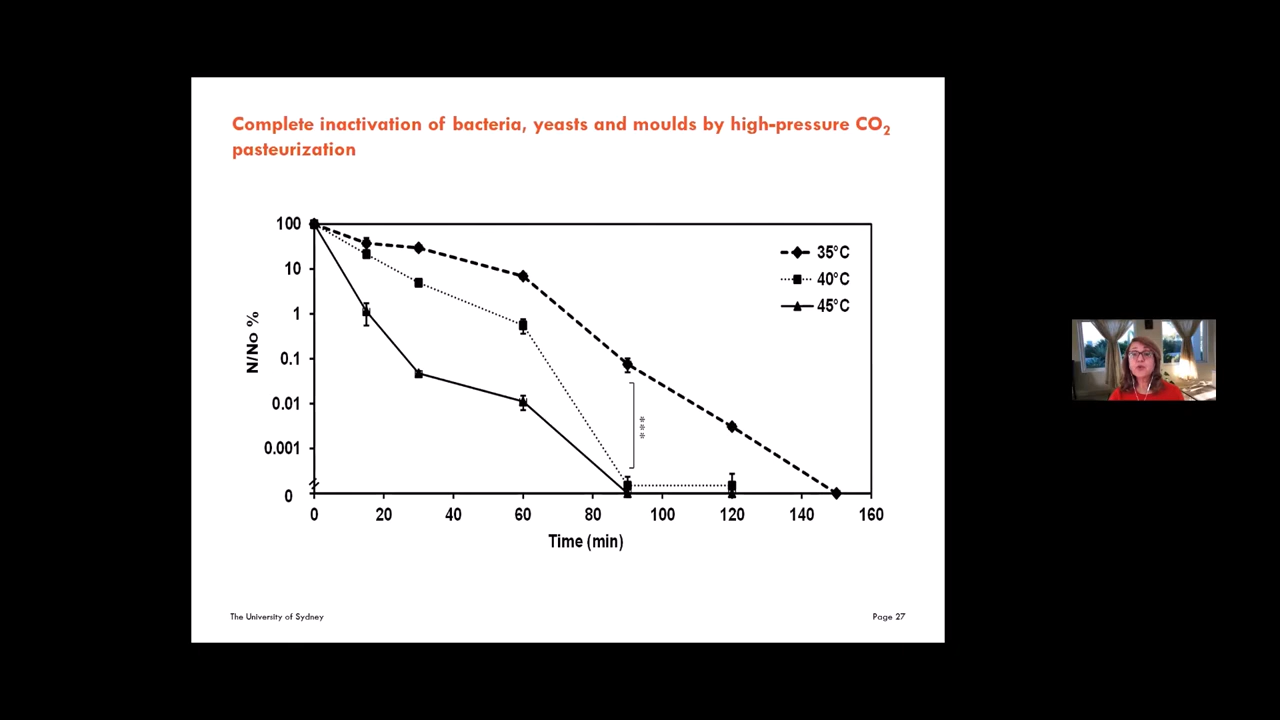 Complete inactivation of bacteria, yeasts and moulds by high-pressure CO₂
pasteurization
100
10
1
0.1
0.01
0.001
0
N/No %
35°C
40°C
45°C
***
0 20 40 60 80 100 120 140 160
Time (min)
The University of Sydney
Page 27